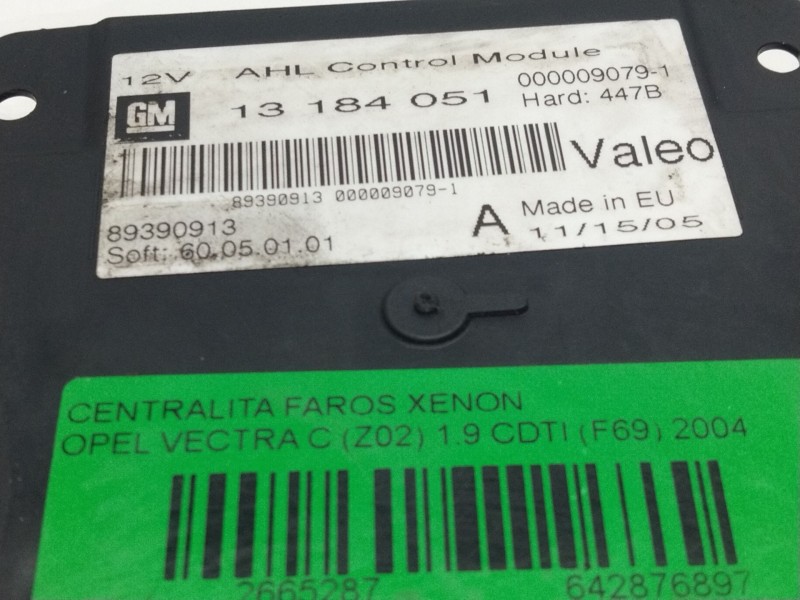 12V AHL Control Module
000009079-1
GM 13 184 051 Hard: 447B
Valeo
89390913 000009079-1
89390913 A Made in EU
Soft: 60.05.01.01 11/15/05
CENTRALITA FAROS XENON
OPEL VECTRA C (Z02) 1.9 CDTI (F69) 2004
2665287 642876897